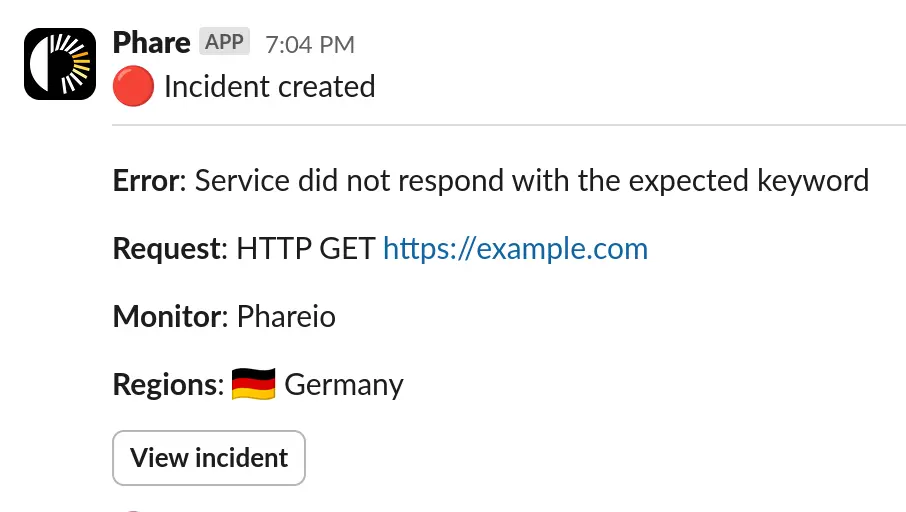 Phare APP 7:04 PM
🔴 Incident created
Error: Service did not respond with the expected keyword
Request: HTTP GET https://example.com
Monitor: Phareio
Regions: 🇩🇪 Germany
View incident